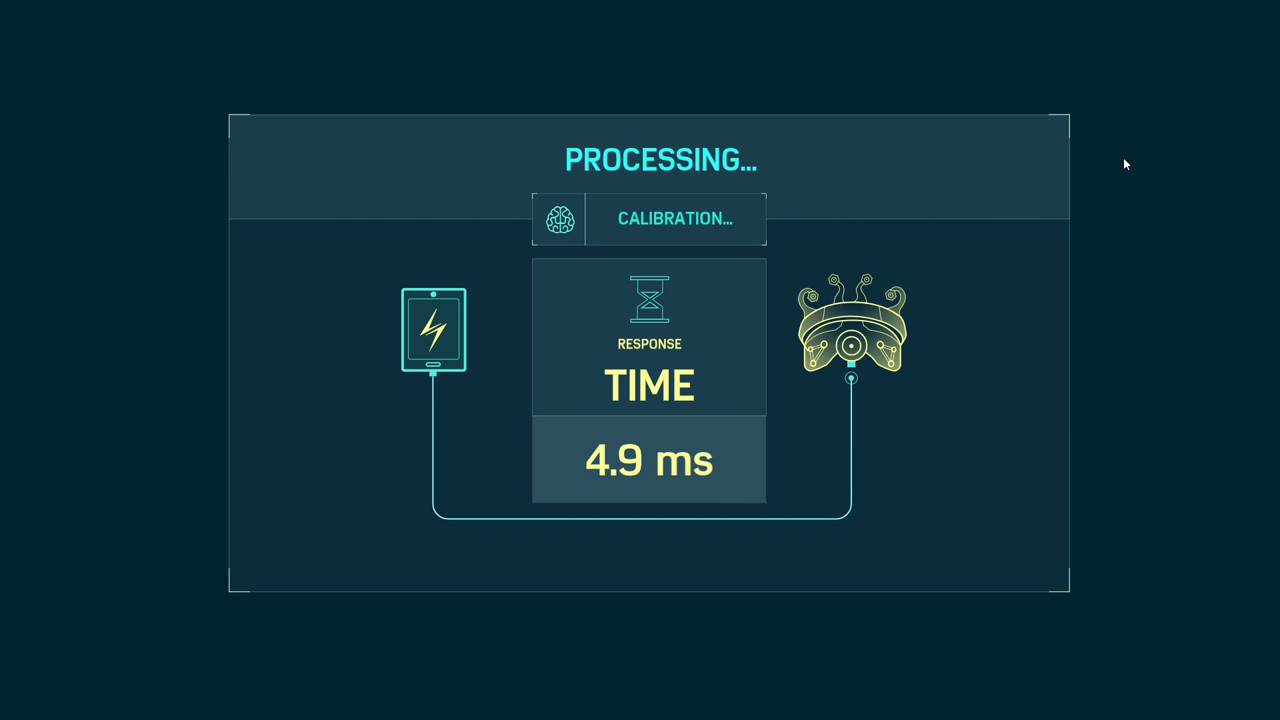 PROCESSING...
CALIBRATION...
RESPONSE
TIME
4.9 ms